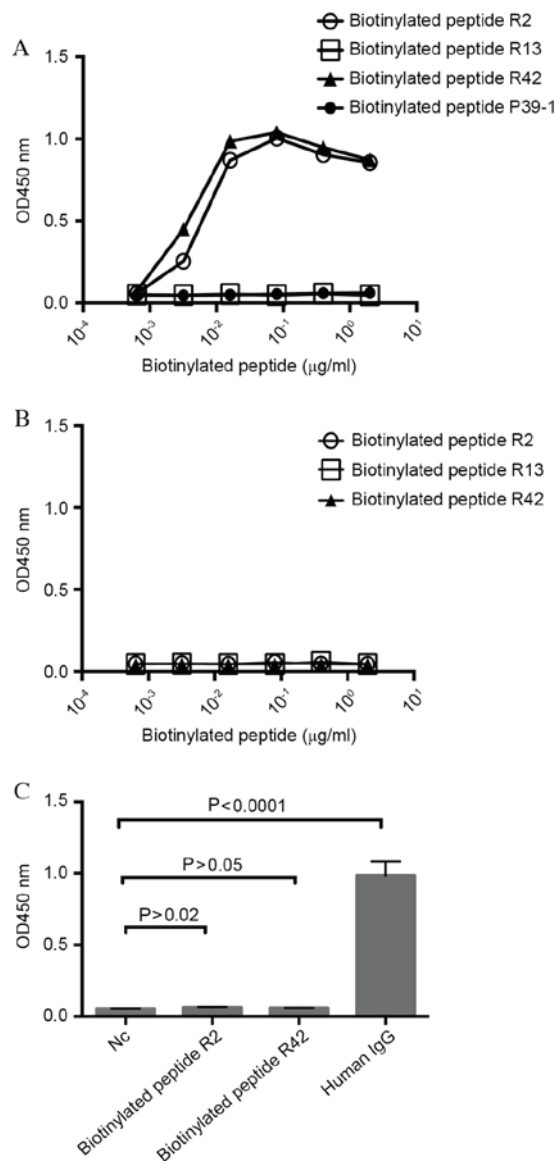 A
Biotinylated peptide R2
Biotinylated peptide R13
Biotinylated peptide R42
Biotinylated peptide P39-1
OD450 nm
1.5
1.0
0.5
0.0
10⁻⁴
10⁻³
10⁻²
10⁻¹
10⁰
10¹
Biotinylated peptide (μg/ml)
B
Biotinylated peptide R2
Biotinylated peptide R13
Biotinylated peptide R42
OD450 nm
1.5
1.0
0.5
0.0
10⁻⁴
10⁻³
10⁻²
10⁻¹
10⁰
10¹
Biotinylated peptide (μg/ml)
C
OD450 nm
1.5
1.0
0.5
0.0
P<0.0001
P>0.05
P>0.02
Nc
Biotinylated peptide R2
Biotinylated peptide R42
Human IgG